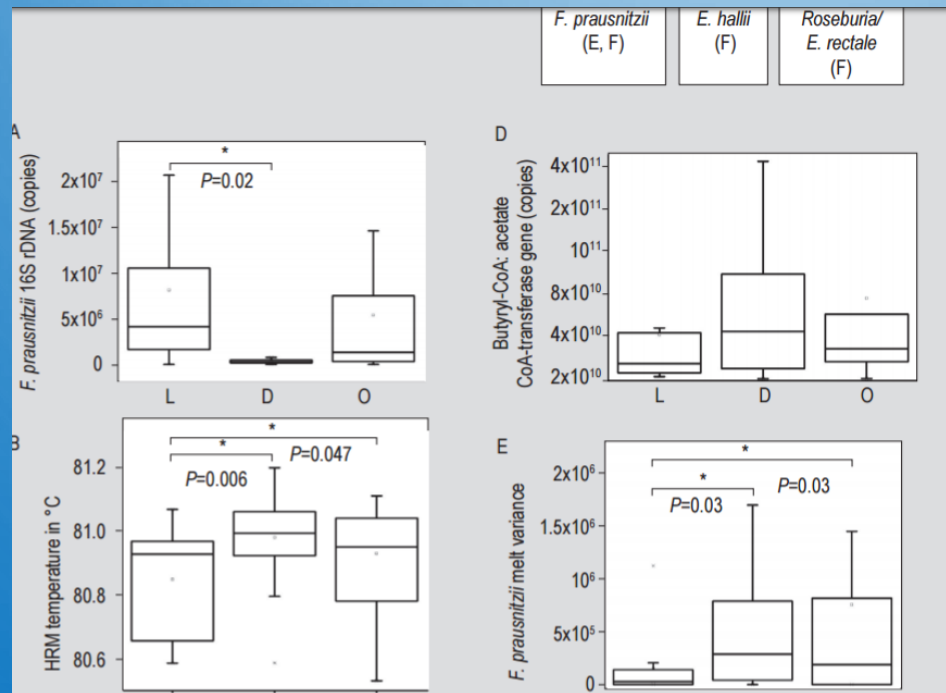 F. prausnitzii
(E, F)
E. hallii
(F)
Roseburia/
E. rectale
(F)
A
F. prausnitzii 16S rDNA (copies)
2x10⁷
1.5x10⁷
1x10⁷
5x10⁶
0
*
P=0.02
L D O
D
Butyryl-CoA: acetate
CoA-transferase gene (copies)
4x10¹¹
2x10¹¹
10¹¹
8x10¹⁰
4x10¹⁰
2x10¹⁰
L D O
B
HRM temperature in °C
81.2
81.0
80.8
80.6
*
*
P=0.006
P=0.047
E
F. prausnitzii melt variance
2x10⁶
1.5x10⁶
10⁶
5x10⁵
0
*
*
P=0.03
P=0.03